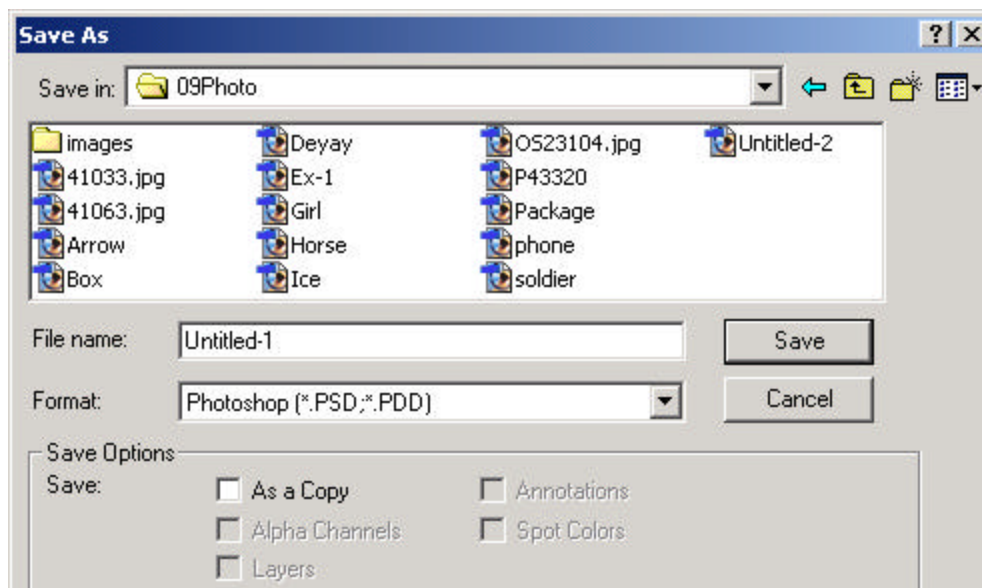 Save As
Save in: 09Photo
images Deyay OS23104.jpg Untitled-2
41033.jpg Ex-1 P43320
41063.jpg Girl Package
Arrow Horse phone
Box Ice soldier
File name: Untitled-1 Save
Format: Photoshop (*.PSD;*.PDD) Cancel
Save Options
Save: As a Copy Annotations
Alpha Channels Spot Colors
Layers